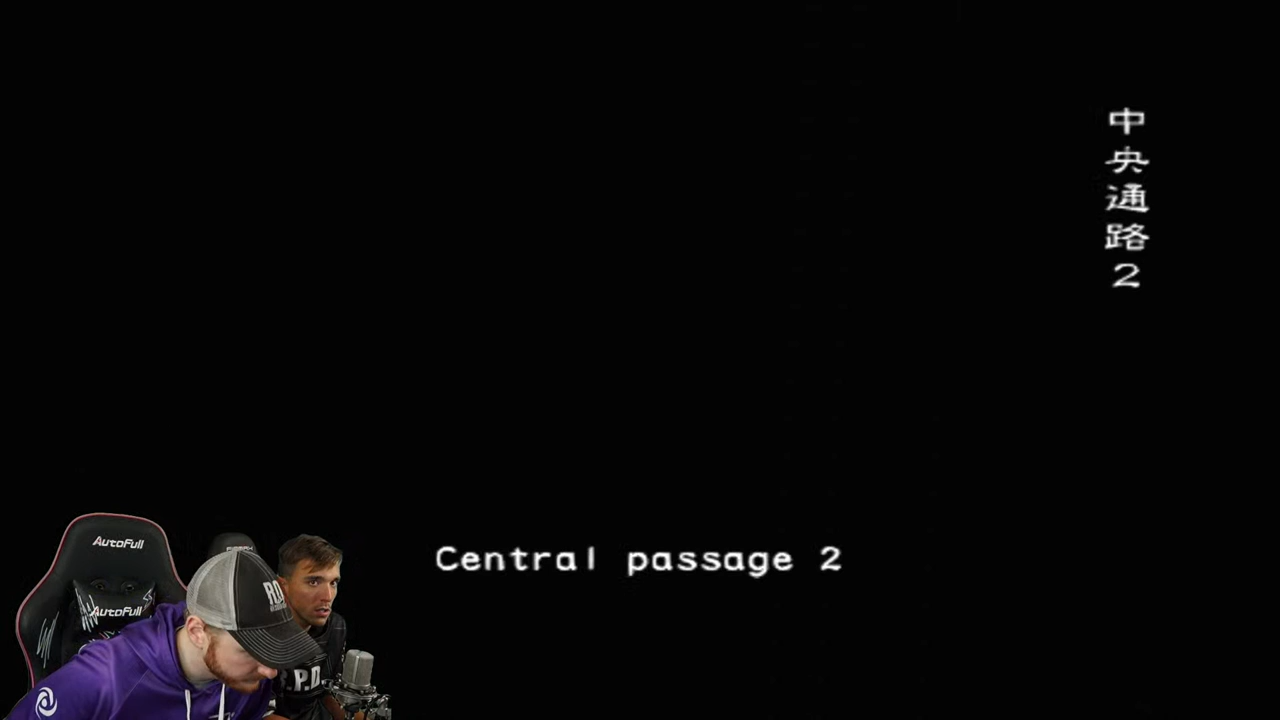 中央通路2
Central passage 2
AutoFull
AutoFull
.P.D.